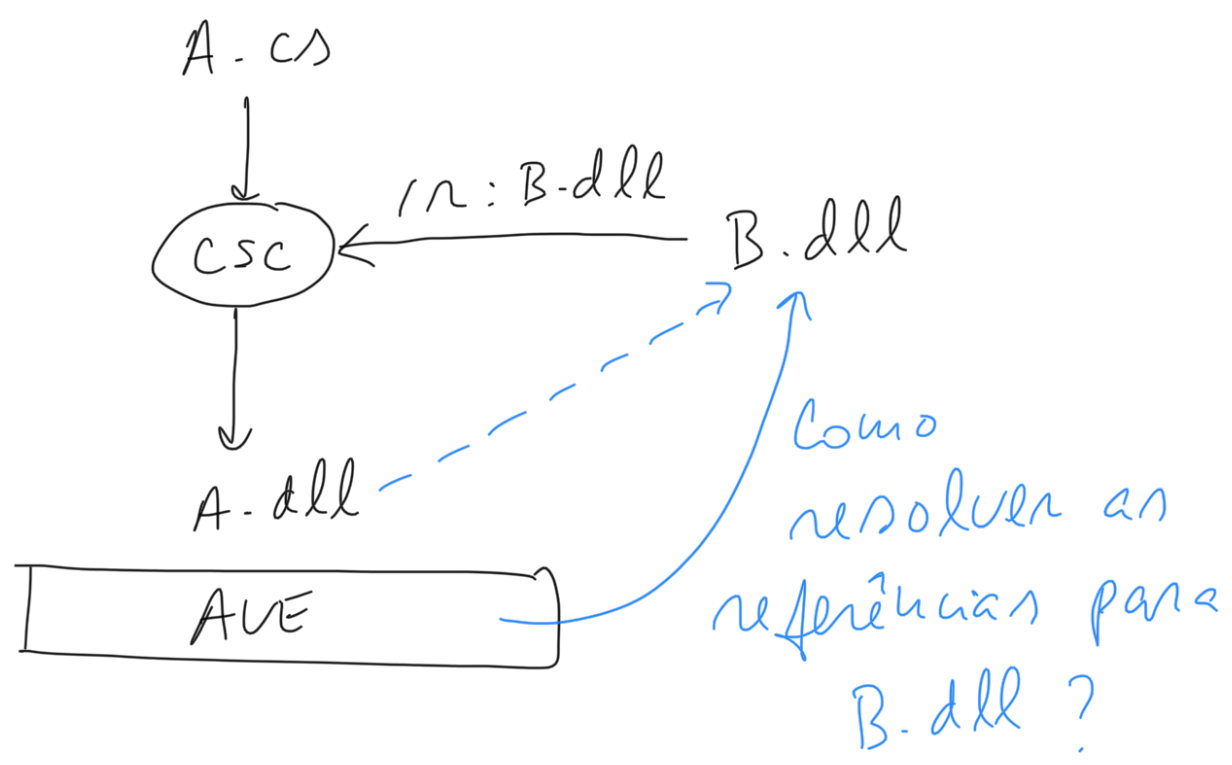 A.cs
/r: B.dll
CSC
B.dll
A.dll
AVE
Como
resolver as
referências para
B.dll ?